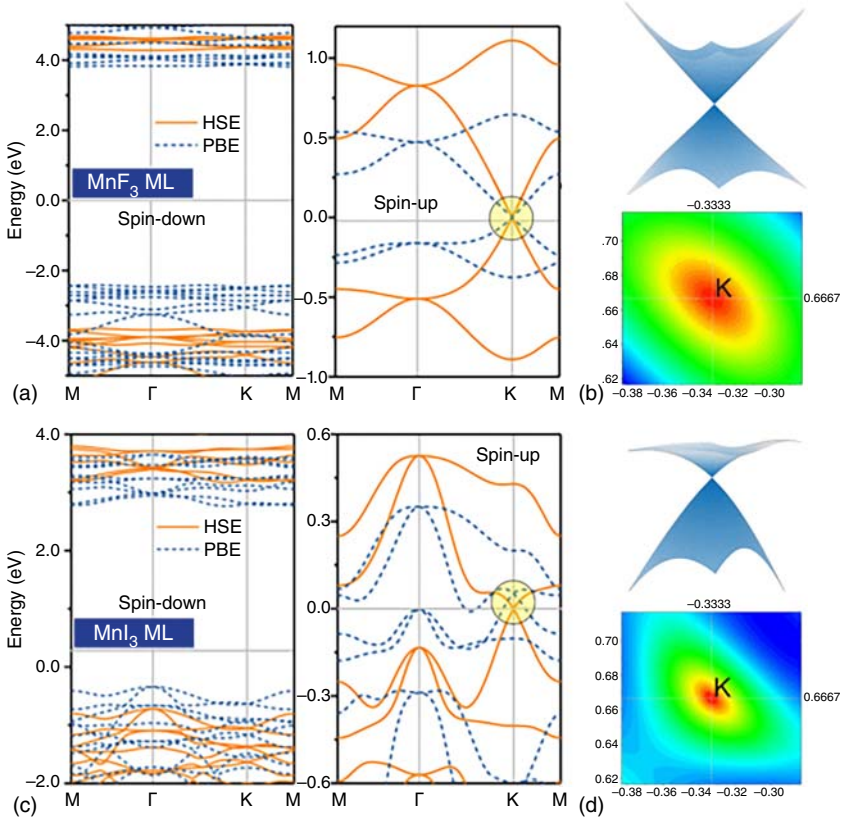 (a)
Energy (eV)
4.0
2.0
0.0
−2.0
−4.0
HSE
PBE
MnF3 ML
Spin-down
M Γ K M
1.0
0.5
0.0
−0.5
−1.0
Spin-up
M Γ K M
(b)
−0.3333
.70
.68
.66
.64
.62
K
0.6667
−0.38 −0.36 −0.34 −0.32 −0.30
(c)
Energy (eV)
4.0
2.0
0.0
−2.0
HSE
PBE
Spin-down
MnI3 ML
M Γ K M
0.6
0.3
0.0
−0.3
−0.6
Spin-up
M Γ K M
(d)
−0.3333
0.70
0.68
0.66
0.64
0.62
K
0.6667
−0.38 −0.36 −0.34 −0.32 −0.30